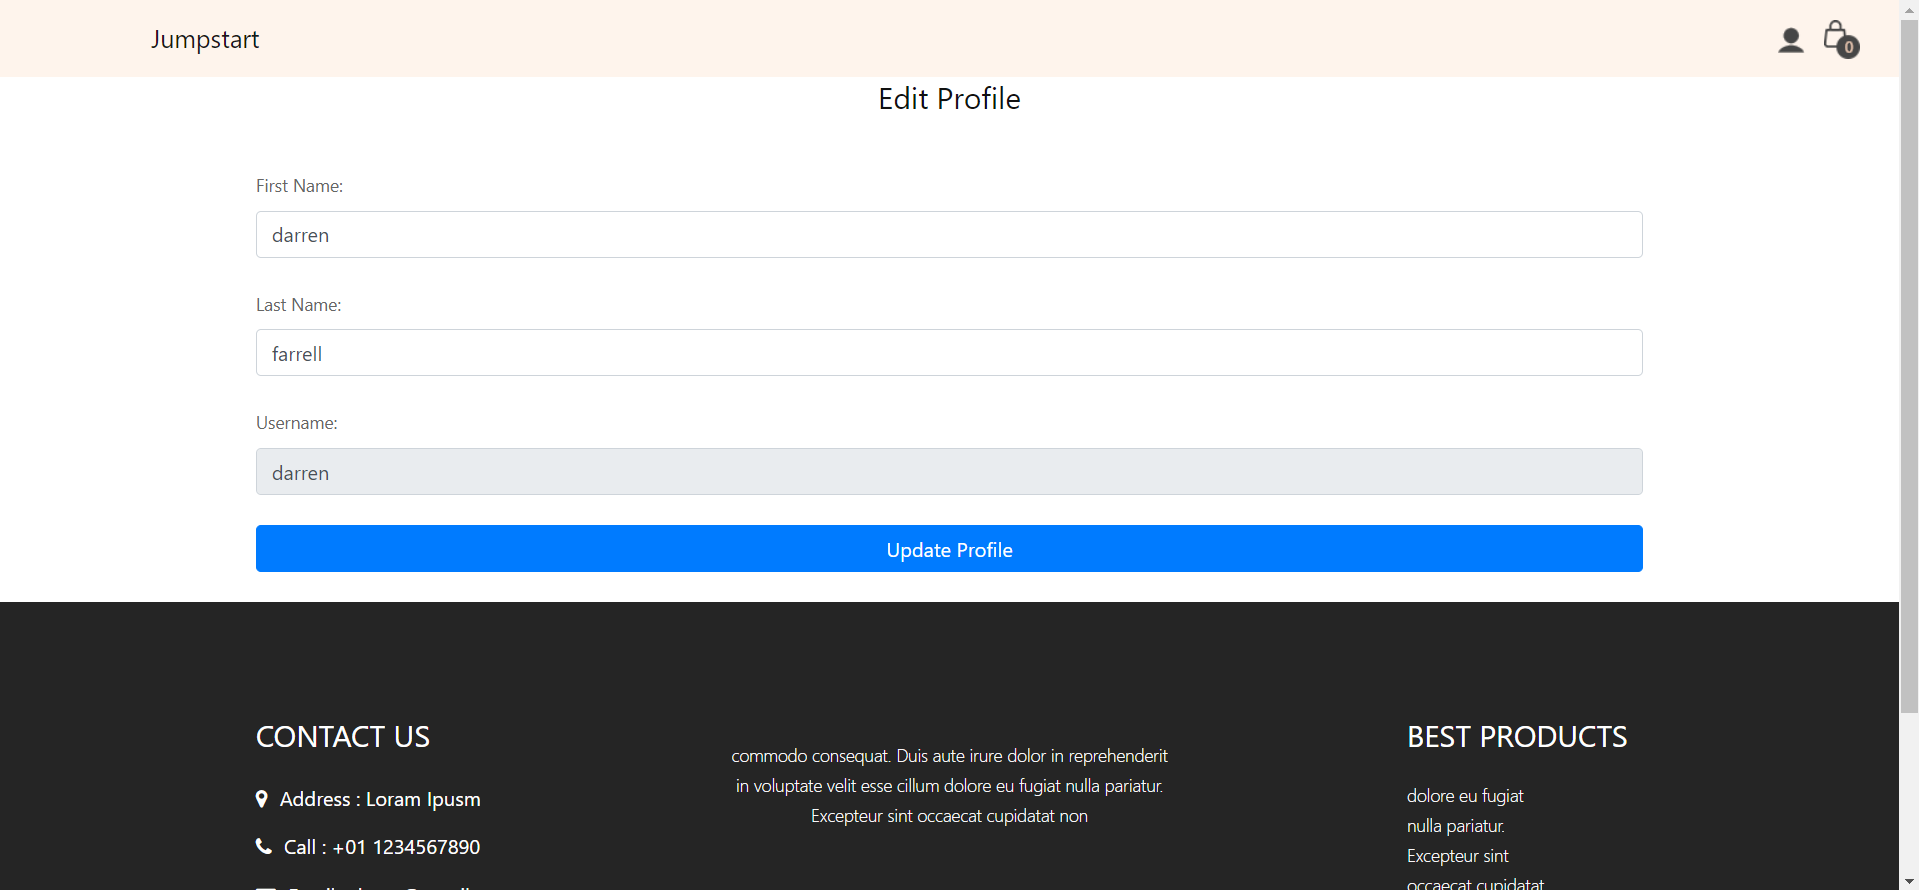 Jumpstart
0
Edit Profile
First Name:
darren
Last Name:
farrell
Username:
darren
Update Profile
CONTACT US
Address : Loram Ipusm
Call : +01 1234567890
commodo consequat. Duis aute irure dolor in reprehenderit
in voluptate velit esse cillum dolore eu fugiat nulla pariatur.
Excepteur sint occaecat cupidatat non
BEST PRODUCTS
dolore eu fugiat
nulla pariatur.
Excepteur sint
occaecat cupidatat